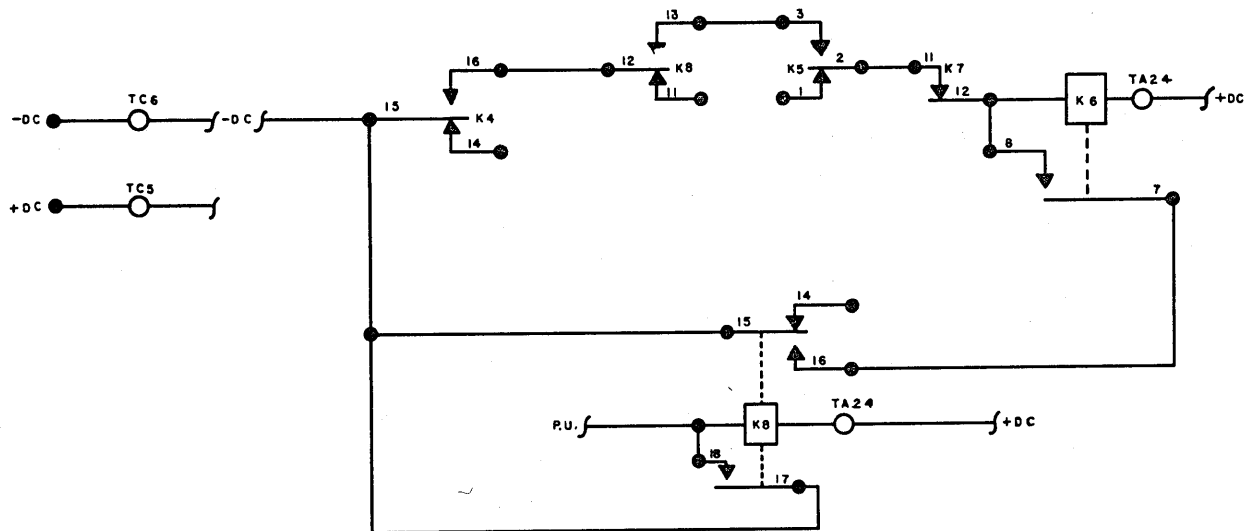 13 3
16 12 K8 K5 2 11 K7
11 1 12 K6 TA24 +DC
TC6 15
-DC -DC K4
14 8
TC5 7
+DC
14
15
16
TA24
P.U. K8 +DC
18
17